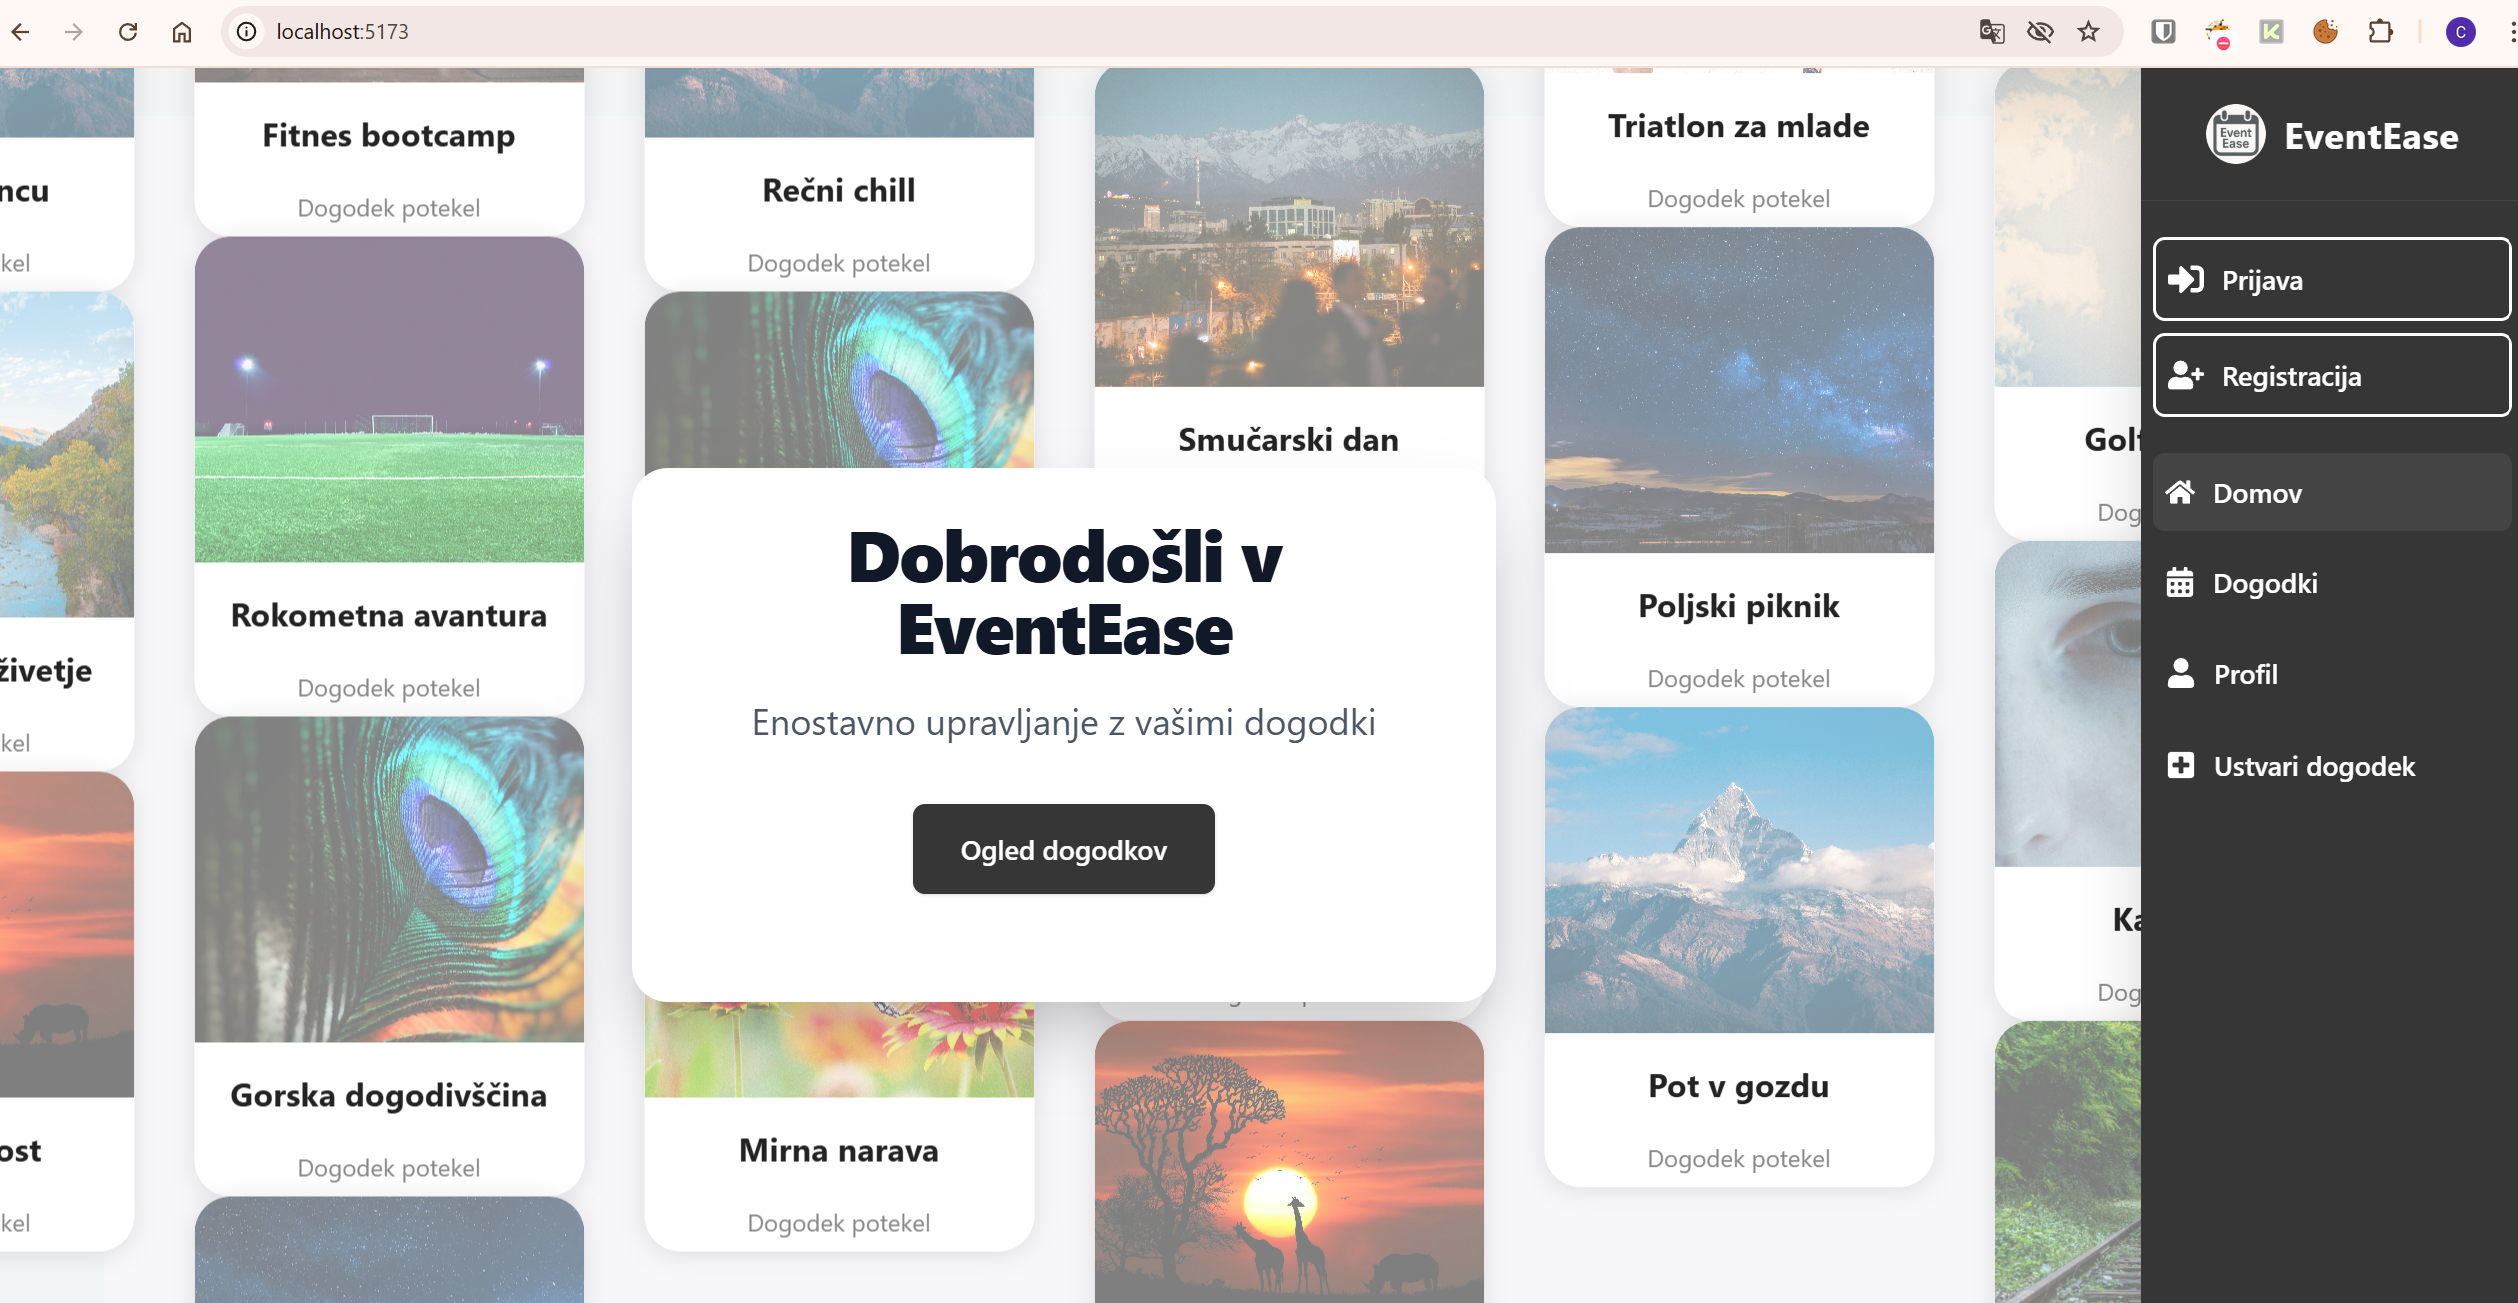 localhost:5173
C
ncu
kel
živetje
kel
ost
kel
Fitnes bootcamp
Dogodek potekel
Rokometna avantura
Dogodek potekel
Gorska dogodivščina
Dogodek potekel
Rečni chill
Dogodek potekel
Mirna narava
Dogodek potekel
Smučarski dan
Dobrodošli v
EventEase
Enostavno upravljanje z vašimi dogodki
Ogled dogodkov
Triatlon za mlade
Dogodek potekel
Poljski piknik
Dogodek potekel
Pot v gozdu
Dogodek potekel
Golf
Dog
Ka
Dog
Event
Ease
EventEase
Prijava
Registracija
Domov
Dogodki
Profil
Ustvari dogodek